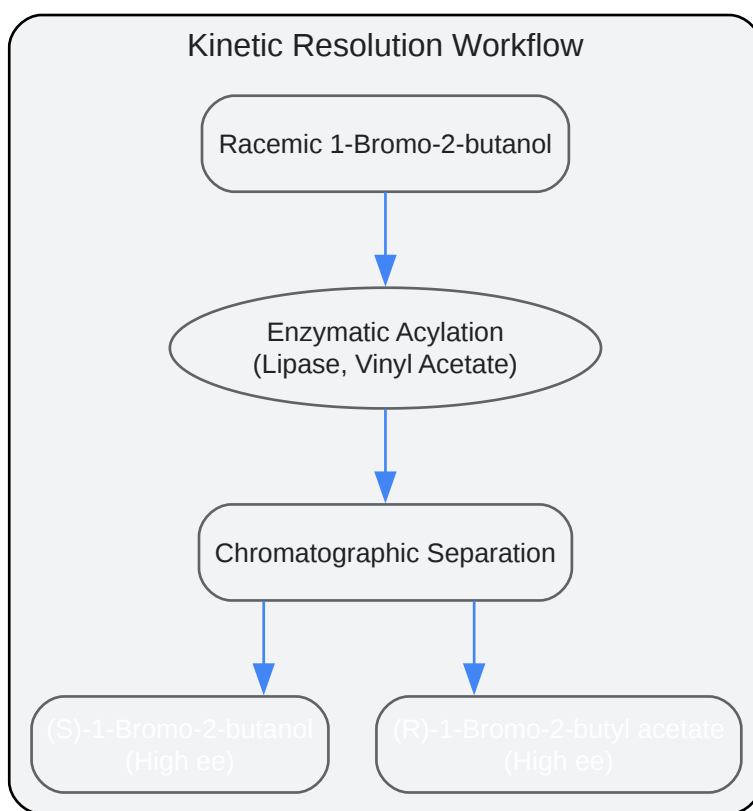 Kinetic Resolution Workflow
Racemic 1-Bromo-2-butanol
Enzymatic Acylation
(Lipase, Vinyl Acetate)
Chromatographic Separation
(S)-1-Bromo-2-butanol
(High ee)
(R)-1-Bromo-2-butyl acetate
(High ee)